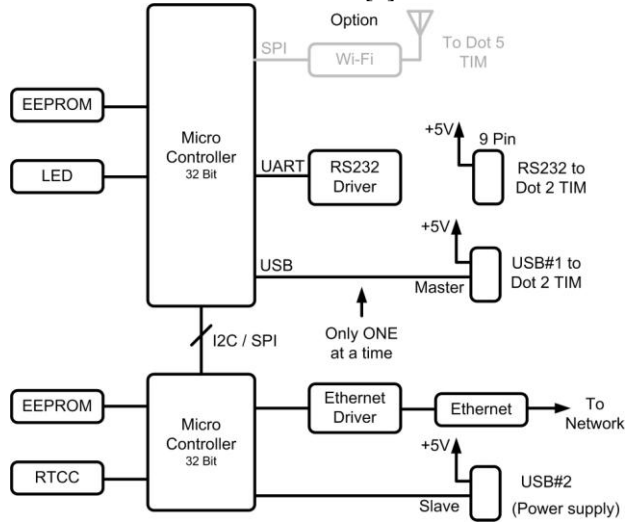 Option
SPI
Wi-Fi
To Dot 5
TIM
EEPROM
Micro
Controller
32 Bit
LED
UART
RS232
Driver
+5V
9 Pin
RS232 to
Dot 2 TIM
+5V
USB
Master
USB#1 to
Dot 2 TIM
Only ONE
at a time
I2C / SPI
EEPROM
Micro
Controller
32 Bit
RTCC
Ethernet
Driver
Ethernet
To
Network
+5V
Slave
USB#2
(Power supply)